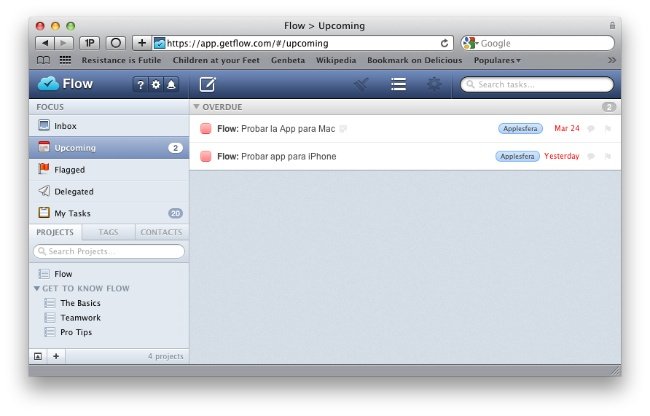 Flow > Upcoming
1P
https://app.getflow.com/#/upcoming
Google
Resistance is Futile Children at your Feet Genbeta Wikipedia Bookmark on Delicious Populares
Flow
?
Search tasks...
FOCUS
Inbox
Upcoming 2
Flagged
Delegated
My Tasks 20
PROJECTS TAGS CONTACTS
Search Projects...
Flow
GET TO KNOW FLOW
The Basics
Teamwork
Pro Tips
4 projects
OVERDUE 2
Flow: Probar la App para Mac Applesfera Mar 24
Flow: Probar app para iPhone Applesfera Yesterday